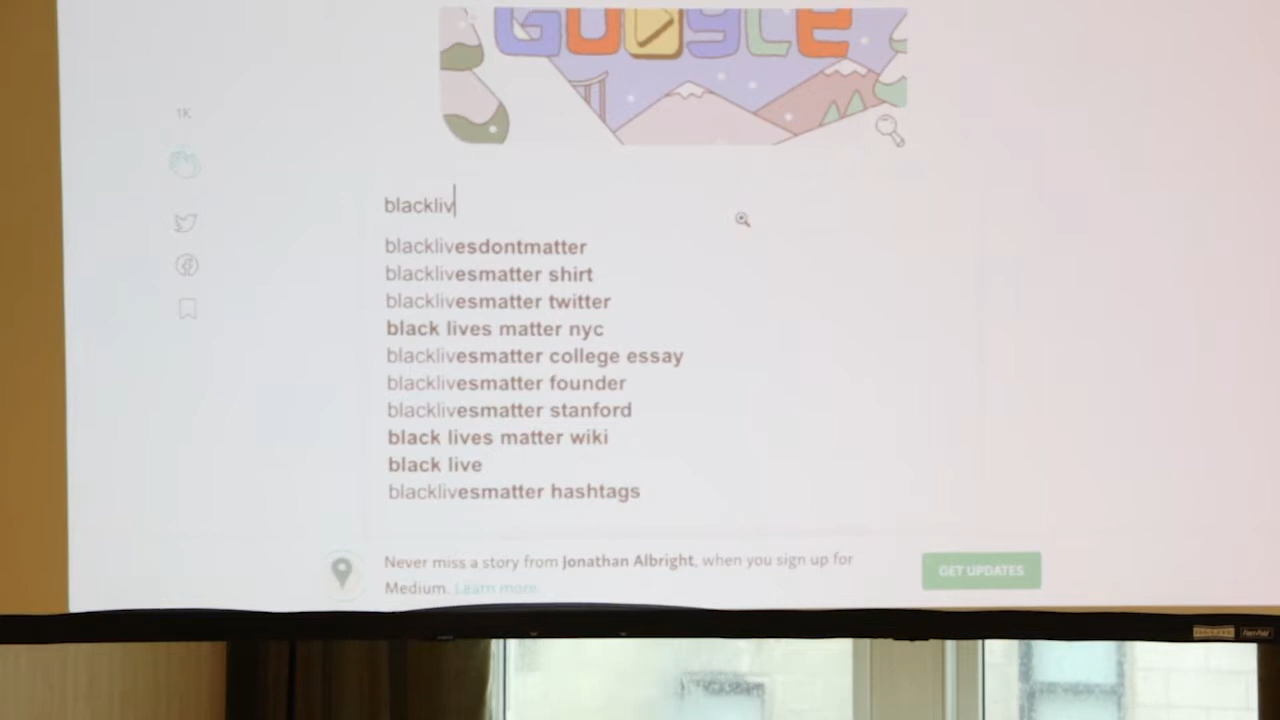 GOOGLE
1K
blackliv
blacklivesdontmatter
blacklivesmatter shirt
blacklivesmatter twitter
black lives matter nyc
blacklivesmatter college essay
blacklivesmatter founder
blacklivesmatter stanford
black lives matter wiki
black live
blacklivesmatter hashtags
Never miss a story from Jonathan Albright, when you sign up for
Medium. Learn more.
GET UPDATES